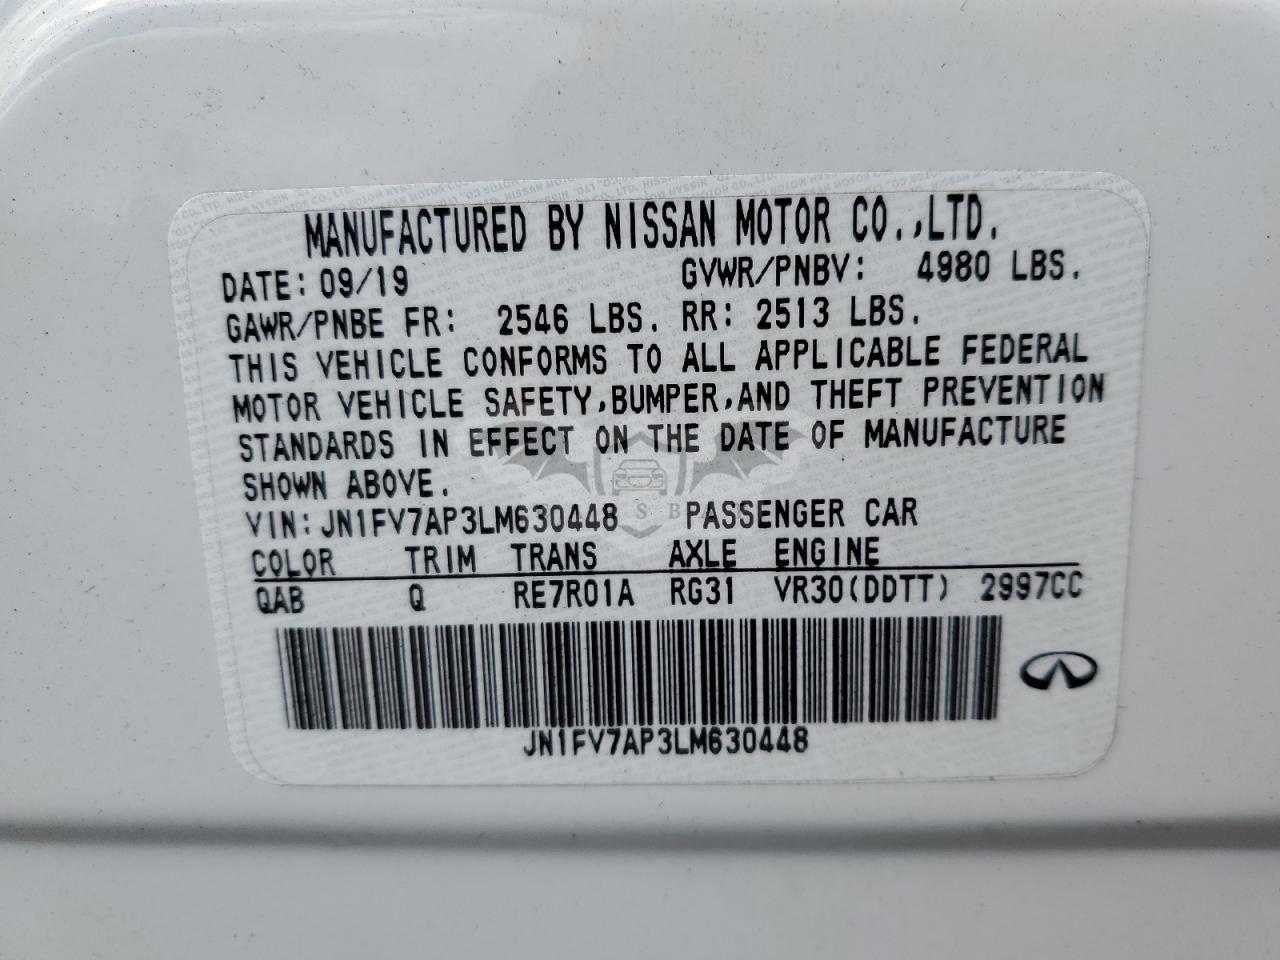 MANUFACTURED BY NISSAN MOTOR CO.,LTD.
DATE: 09/19 GVWR/PNBV: 4980 LBS.
GAWR/PNBE FR: 2546 LBS. RR: 2513 LBS.
THIS VEHICLE CONFORMS TO ALL APPLICABLE FEDERAL
MOTOR VEHICLE SAFETY,BUMPER,AND THEFT PREVENTION
STANDARDS IN EFFECT ON THE DATE OF MANUFACTURE
SHOWN ABOVE.
VIN: JN1FV7AP3LM630448 PASSENGER CAR
COLOR TRIM TRANS AXLE ENGINE
QAB Q RE7R01A RG31 VR30(DDTT) 2997CC
JN1FV7AP3LM630448